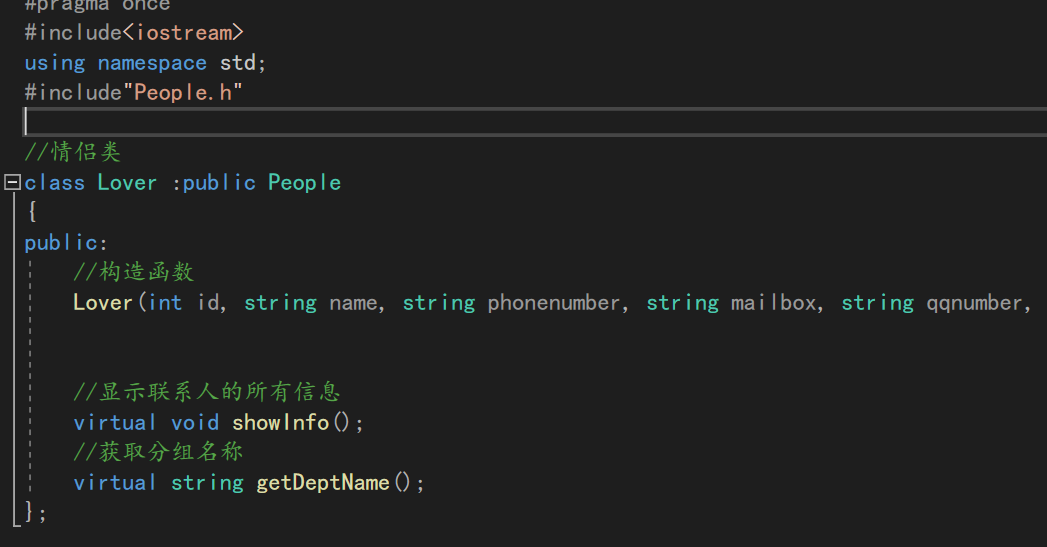 #pragma once
#include<iostream>
using namespace std;
#include"People.h"
//情侣类
class Lover :public People
{
public:
//构造函数
Lover(int id, string name, string phonenumber, string mailbox, string qqnumber,
//显示联系人的所有信息
virtual void showInfo();
//获取分组名称
virtual string getDeptName();
};